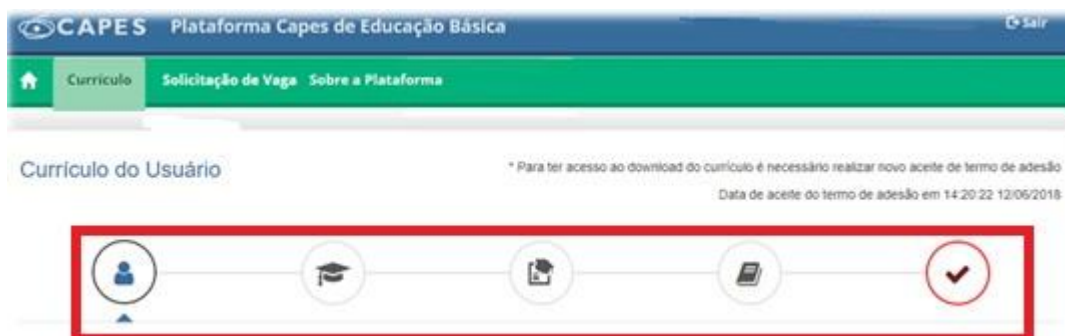 CAPES Plataforma Capes de Educação Básica Sair
Currículo Solicitação de Vaga Sobre a Plataforma
Currículo do Usuário
* Para ter acesso ao download do currículo é necessário realizar novo aceite de termo de adesão
Data de aceite do termo de adesão em 14:20:22 12/06/2018